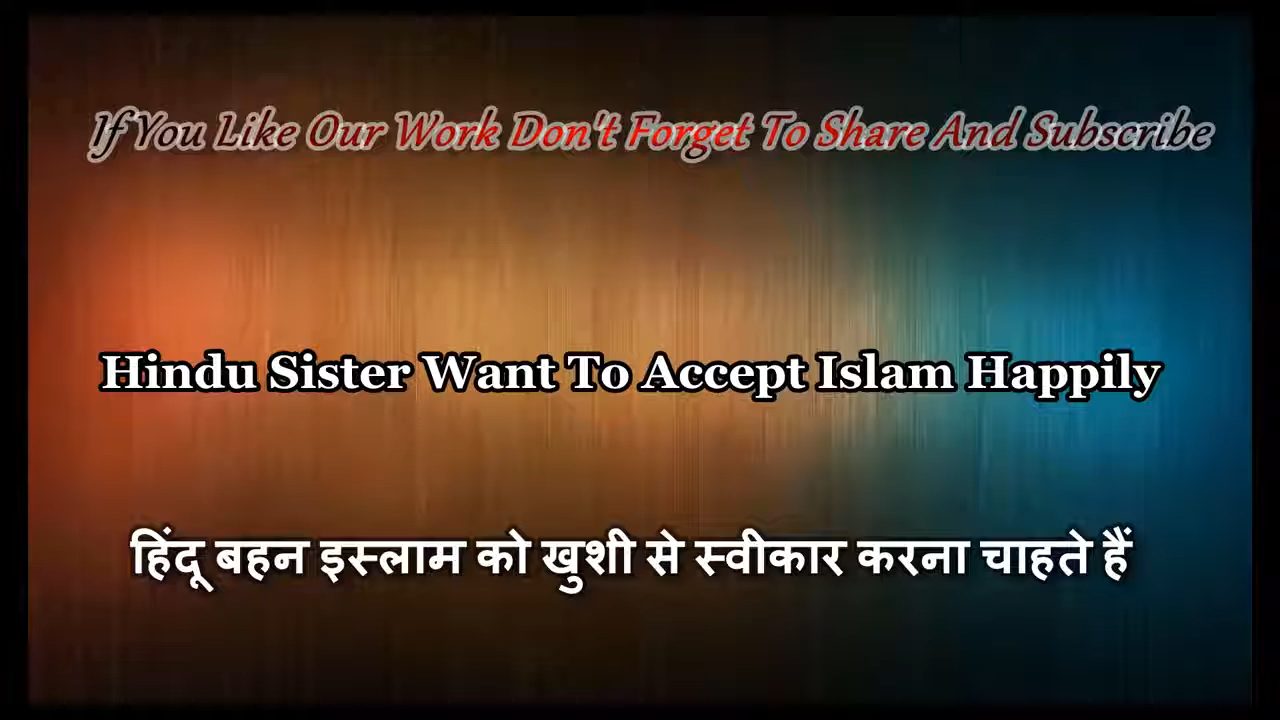 If You Like Our Work Don't Forget To Share And Subscribe
Hindu Sister Want To Accept Islam Happily
हिंदू बहन इस्लाम को खुशी से स्वीकार करना चाहते हैं